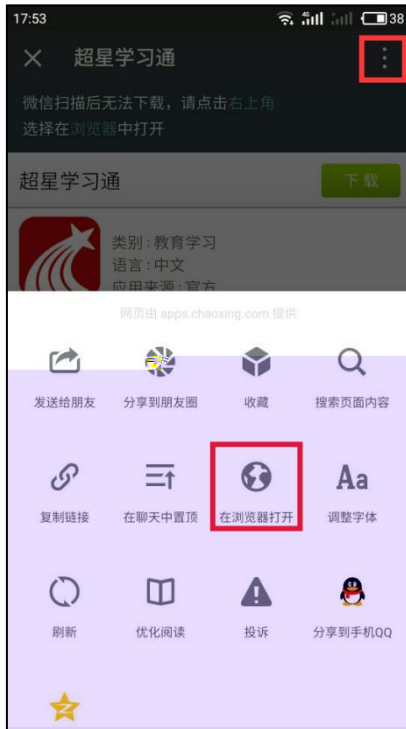 17:53 4G 38
超星学习通
微信扫描后无法下载，请点击右上角
选择在浏览器中打开
超星学习通 下载
类别：教育学习
语言：中文
应用来源：官方
网页由 apps.chaoxing.com 提供
发送给朋友 分享到朋友圈 收藏 搜索页面内容
复制链接 在聊天中置顶 在浏览器打开 调整字体
Aa
刷新 优化阅读 投诉 分享到手机QQ